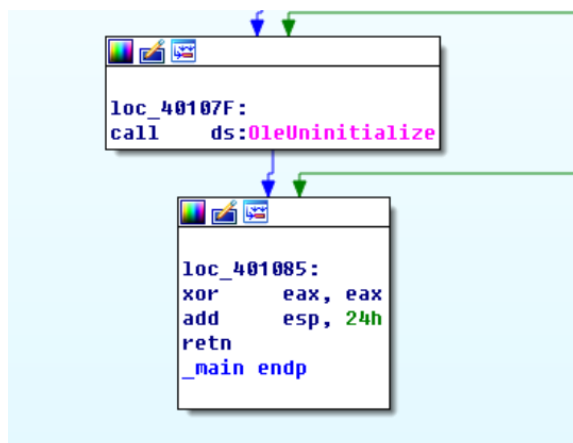 loc_40107F:
call    ds:OleUninitialize
loc_401085:
xor     eax, eax
add     esp, 24h
retn
_main endp